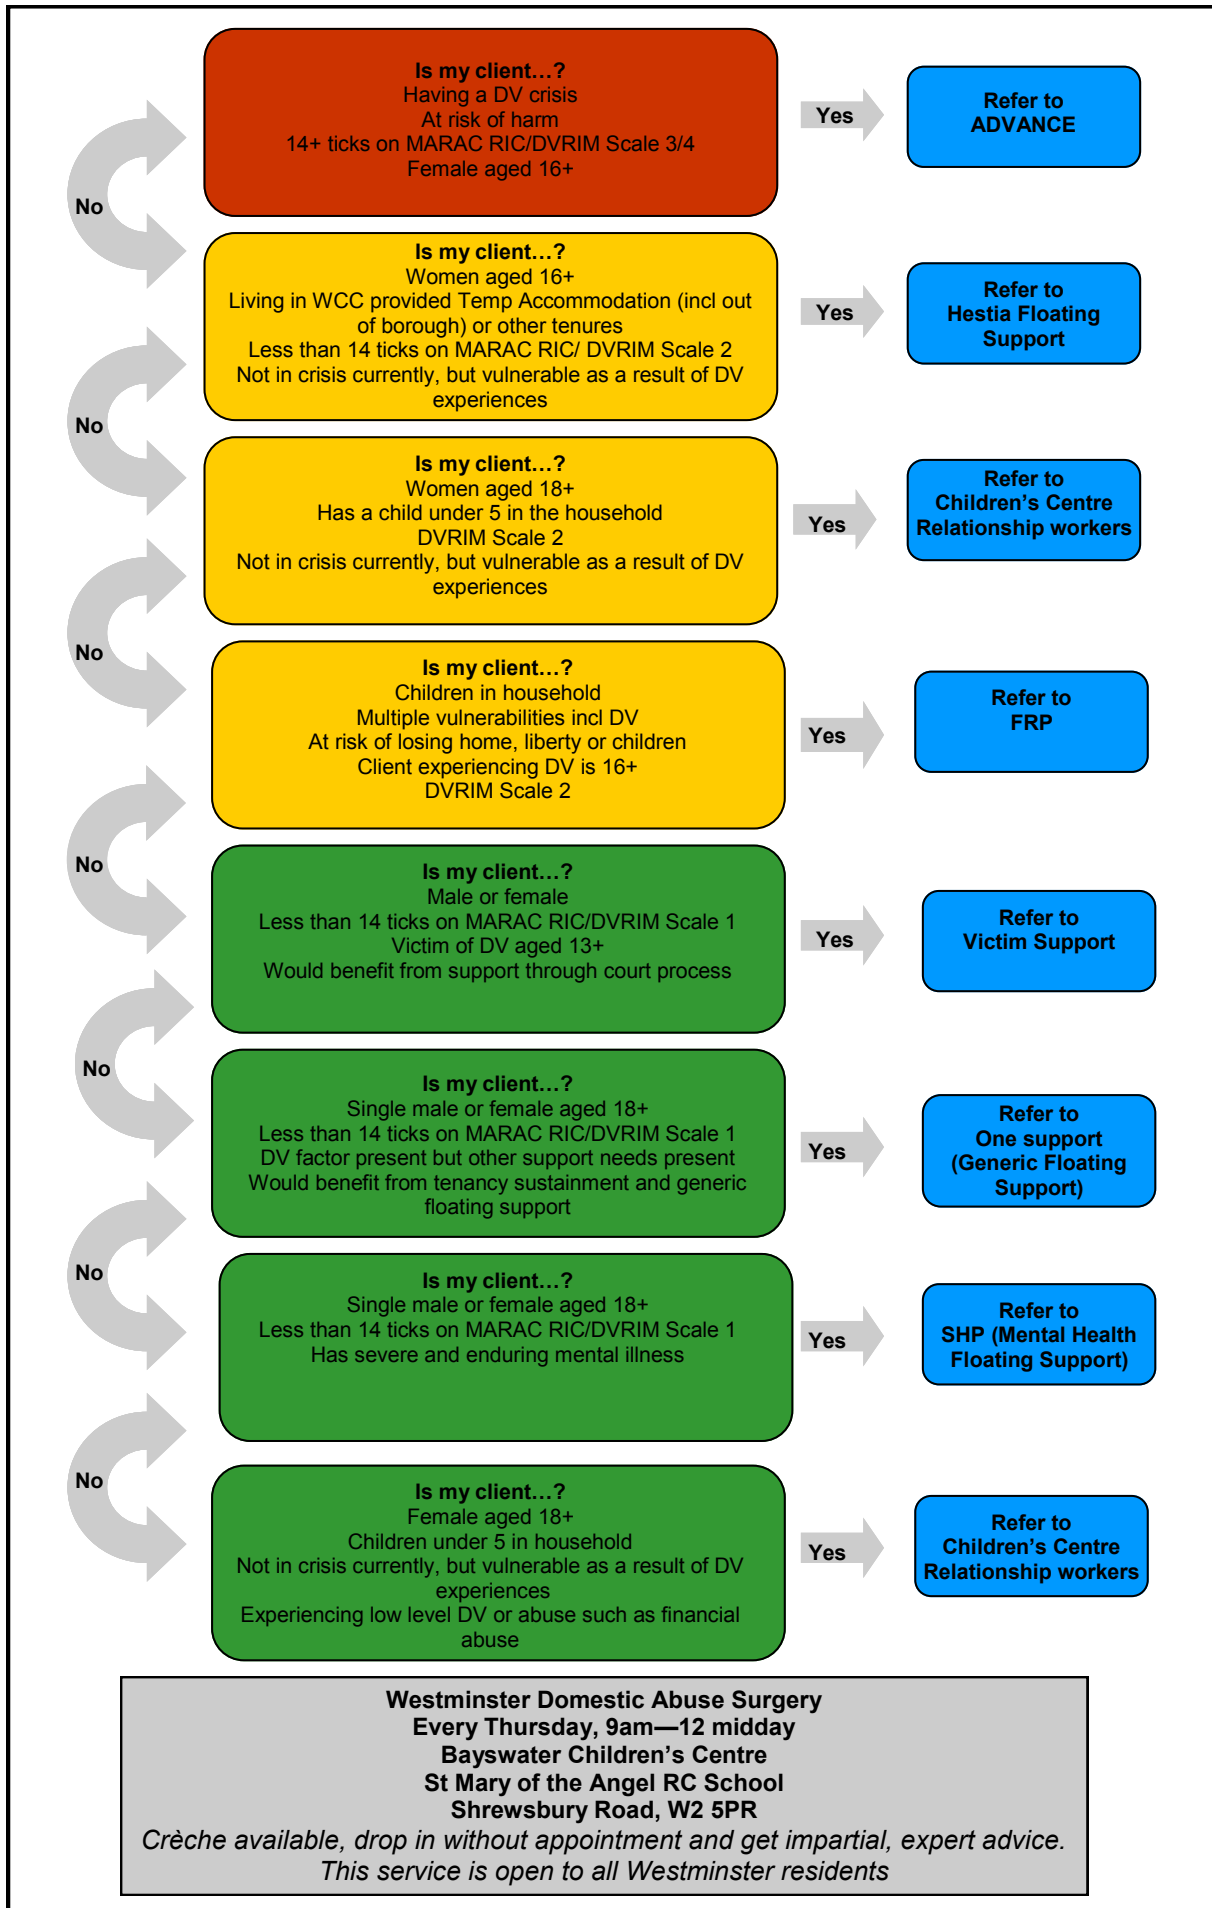 Is my client…?
Having a DV crisis
At risk of harm
14+ ticks on MARAC RIC/DVRIM Scale 3/4
Female aged 16+
Yes
Refer to
ADVANCE
No
Is my client…?
Women aged 16+
Living in WCC provided Temp Accommodation (incl out
of borough) or other tenures
Less than 14 ticks on MARAC RIC/ DVRIM Scale 2
Not in crisis currently, but vulnerable as a result of DV
experiences
Yes
Refer to
Hestia Floating
Support
No
Is my client…?
Women aged 18+
Has a child under 5 in the household
DVRIM Scale 2
Not in crisis currently, but vulnerable as a result of DV
experiences
Yes
Refer to
Children’s Centre
Relationship workers
No
Is my client…?
Children in household
Multiple vulnerabilities incl DV
At risk of losing home, liberty or children
Client experiencing DV is 16+
DVRIM Scale 2
Yes
Refer to
FRP
No
Is my client…?
Male or female
Less than 14 ticks on MARAC RIC/DVRIM Scale 1
Victim of DV aged 13+
Would benefit from support through court process
Yes
Refer to
Victim Support
No
Is my client…?
Single male or female aged 18+
Less than 14 ticks on MARAC RIC/DVRIM Scale 1
DV factor present but other support needs present
Would benefit from tenancy sustainment and generic
floating support
Yes
Refer to
One support
(Generic Floating
Support)
No
Is my client…?
Single male or female aged 18+
Less than 14 ticks on MARAC RIC/DVRIM Scale 1
Has severe and enduring mental illness
Yes
Refer to
SHP (Mental Health
Floating Support)
No
Is my client…?
Female aged 18+
Children under 5 in household
Not in crisis currently, but vulnerable as a result of DV
experiences
Experiencing low level DV or abuse such as financial
abuse
Yes
Refer to
Children’s Centre
Relationship workers
Westminster Domestic Abuse Surgery
Every Thursday, 9am—12 midday
Bayswater Children’s Centre
St Mary of the Angel RC School
Shrewsbury Road, W2 5PR
Crèche available, drop in without appointment and get impartial, expert advice.
This service is open to all Westminster residents